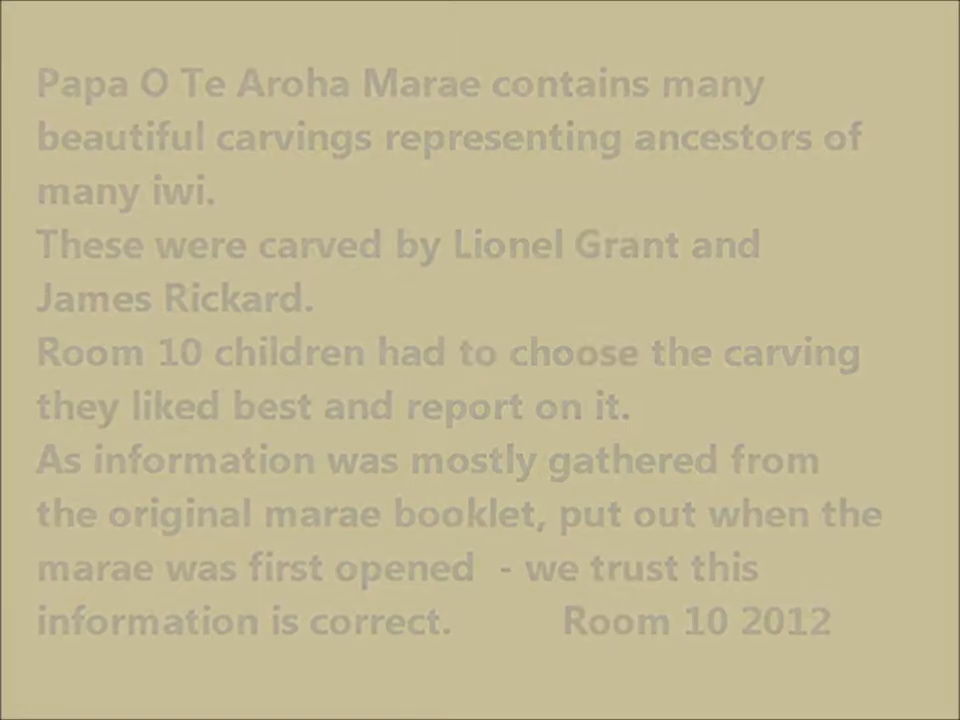 Papa O Te Aroha Marae contains many
beautiful carvings representing ancestors of
many iwi.
These were carved by Lionel Grant and
James Rickard.
Room 10 children had to choose the carving
they liked best and report on it.
As information was mostly gathered from
the original marae booklet, put out when the
marae was first opened  - we trust this
information is correct.          Room 10 2012